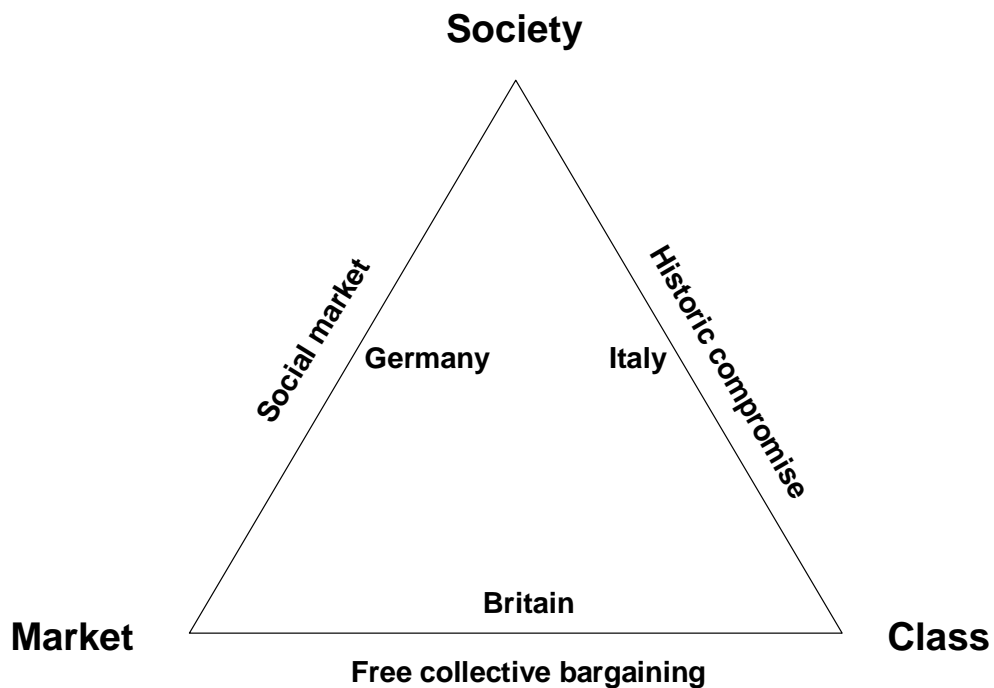 Society
Social market
Historic compromise
Germany
Italy
Britain
Market
Class
Free collective bargaining